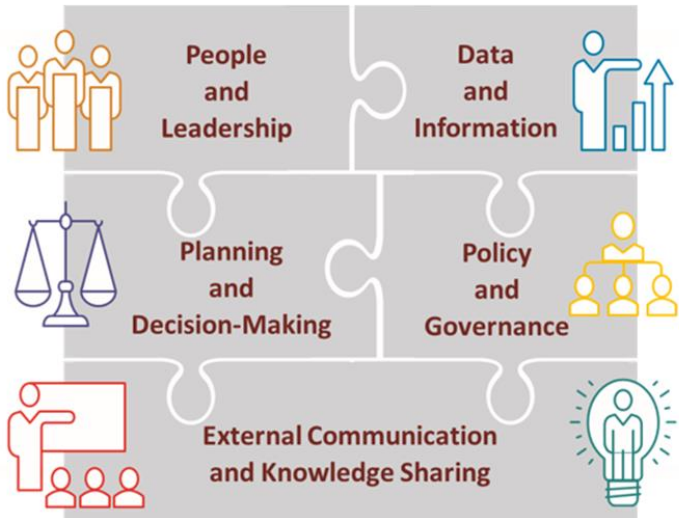 People
and
Leadership
Data
and
Information
Planning
and
Decision-Making
Policy
and
Governance
External Communication
and Knowledge Sharing